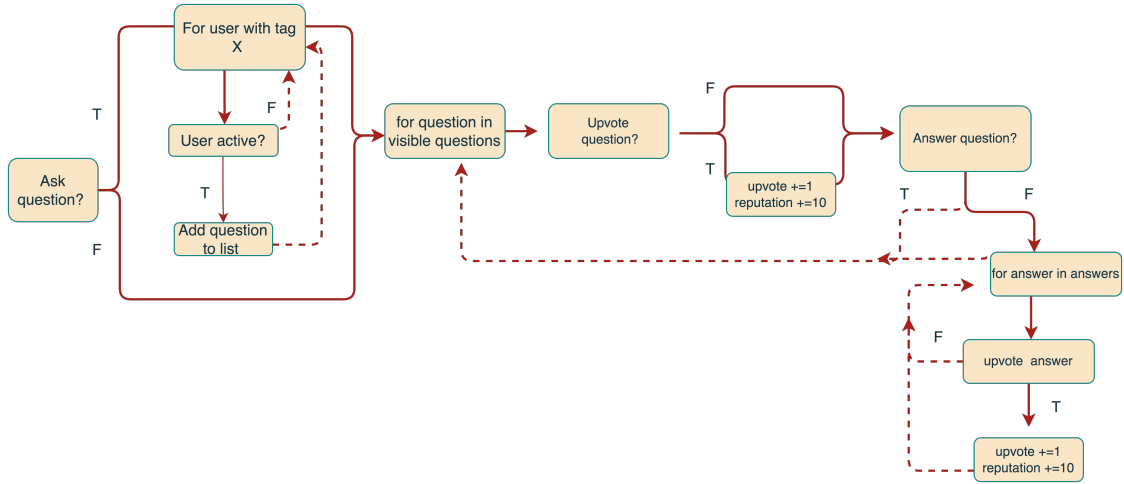 For user with tag
X
T
F
User active?
Ask
question?
T
Add question
to list
F
for question in
visible questions
Upvote
question?
F
T
upvote +=1
reputation +=10
Answer question?
T
F
for answer in answers
F
upvote  answer
T
upvote +=1
reputation +=10